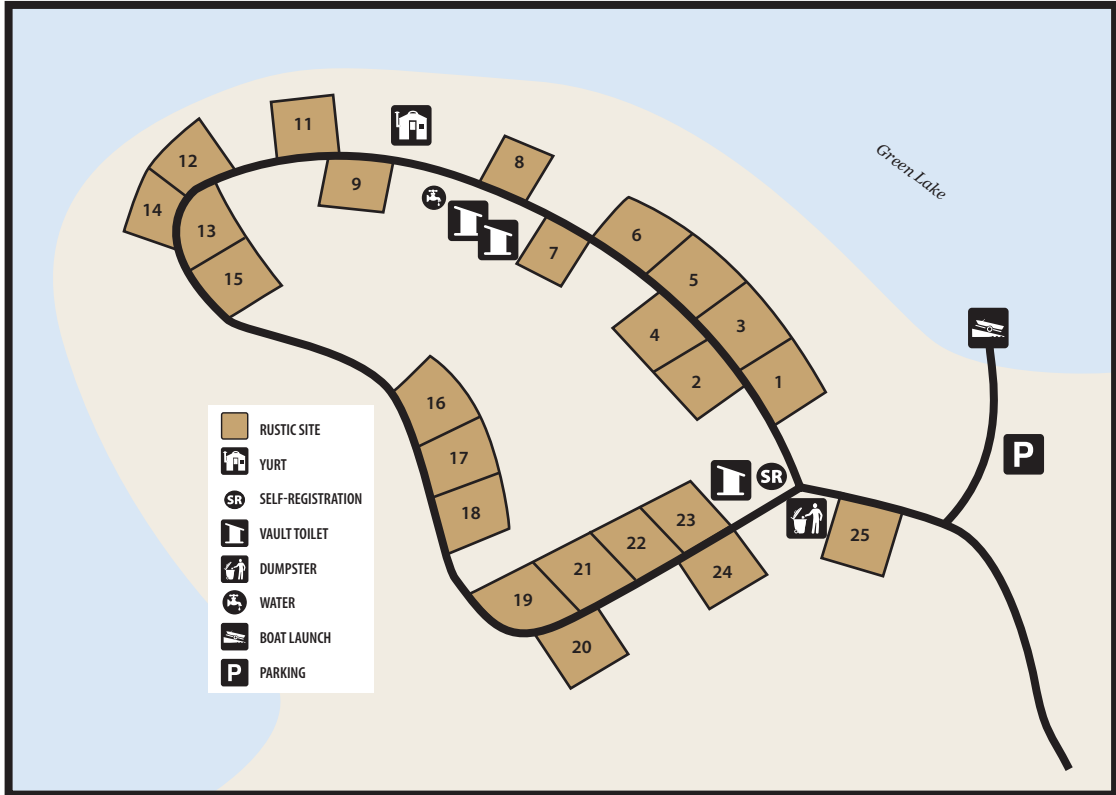 11
12
8
9
14
Green Lake
13
6
7
15
5
3
4
2
1
16
RUSTIC SITE
P
YURT
17
SR
SR SELF-REGISTRATION
18
23
VAULT TOILET
25
22
DUMPSTER
21
24
19
WATER
BOAT LAUNCH
20
P PARKING